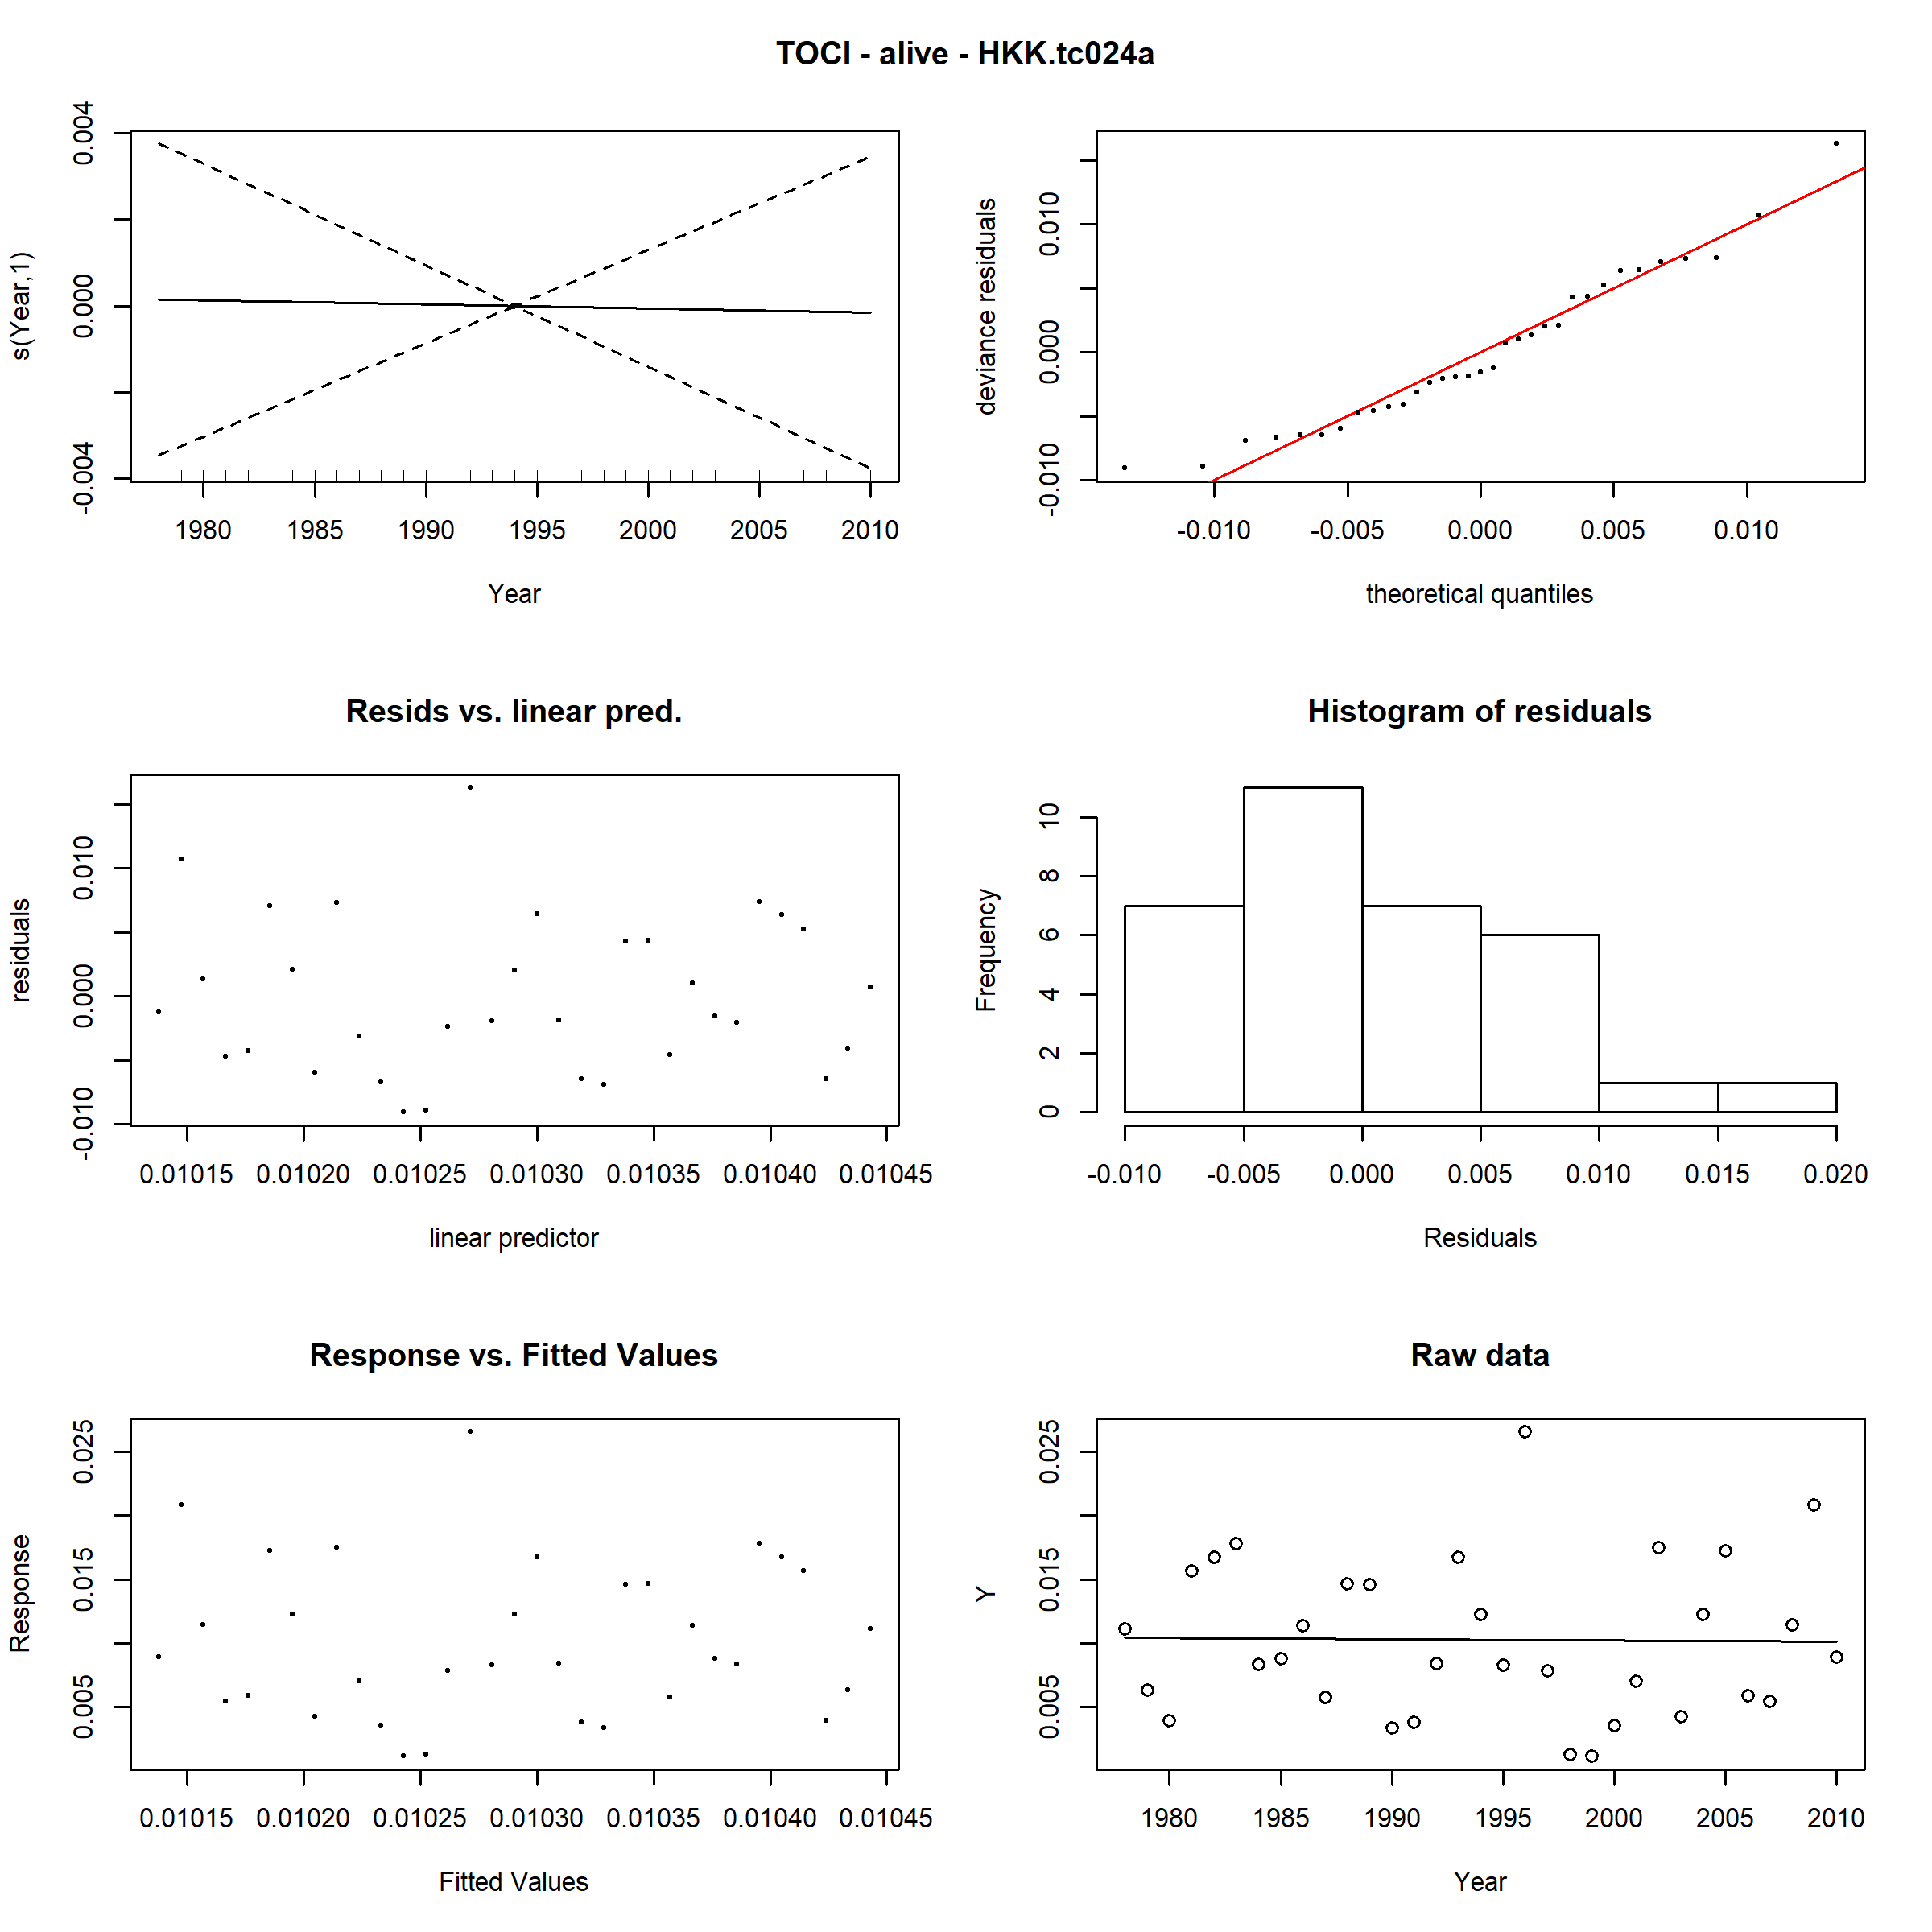 TOCI - alive - HKK.tc024a
s(Year,1)
0.004
0.000
-0.004
1980 1985 1990 1995 2000 2005 2010
Year
deviance residuals
0.010
0.000
-0.010
-0.010 -0.005 0.000 0.005 0.010
theoretical quantiles
Resids vs. linear pred.
residuals
0.010
0.000
-0.010
0.01015 0.01020 0.01025 0.01030 0.01035 0.01040 0.01045
linear predictor
Histogram of residuals
Frequency
10
8
6
4
2
0
-0.010 -0.005 0.000 0.005 0.010 0.015 0.020
Residuals
Response vs. Fitted Values
Response
0.025
0.015
0.005
0.01015 0.01020 0.01025 0.01030 0.01035 0.01040 0.01045
Fitted Values
Raw data
Y
0.025
0.015
0.005
1980 1985 1990 1995 2000 2005 2010
Year